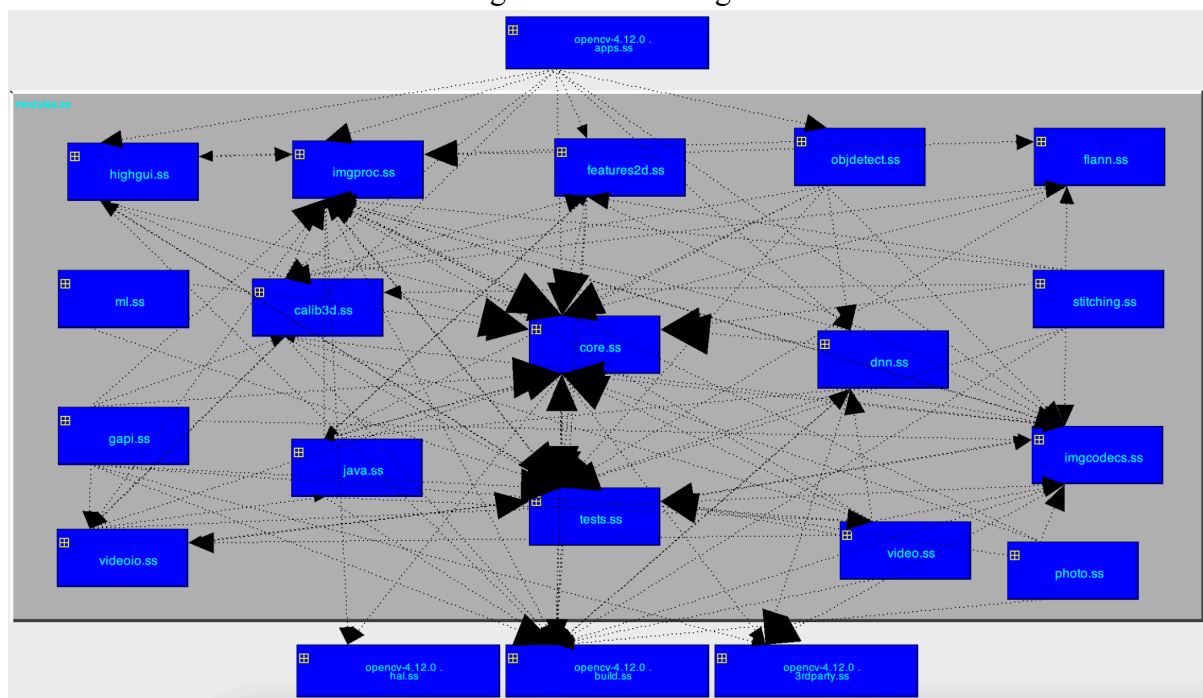 opencv-4.12.0 .
apps.ss
modules.ss
highgui.ss
imgproc.ss
features2d.ss
objdetect.ss
flann.ss
ml.ss
calib3d.ss
core.ss
dnn.ss
stitching.ss
gapi.ss
java.ss
imgcodecs.ss
tests.ss
videoio.ss
video.ss
photo.ss
opencv-4.12.0 .
hal.ss
opencv-4.12.0 .
build.ss
opencv-4.12.0 .
3rdparty.ss